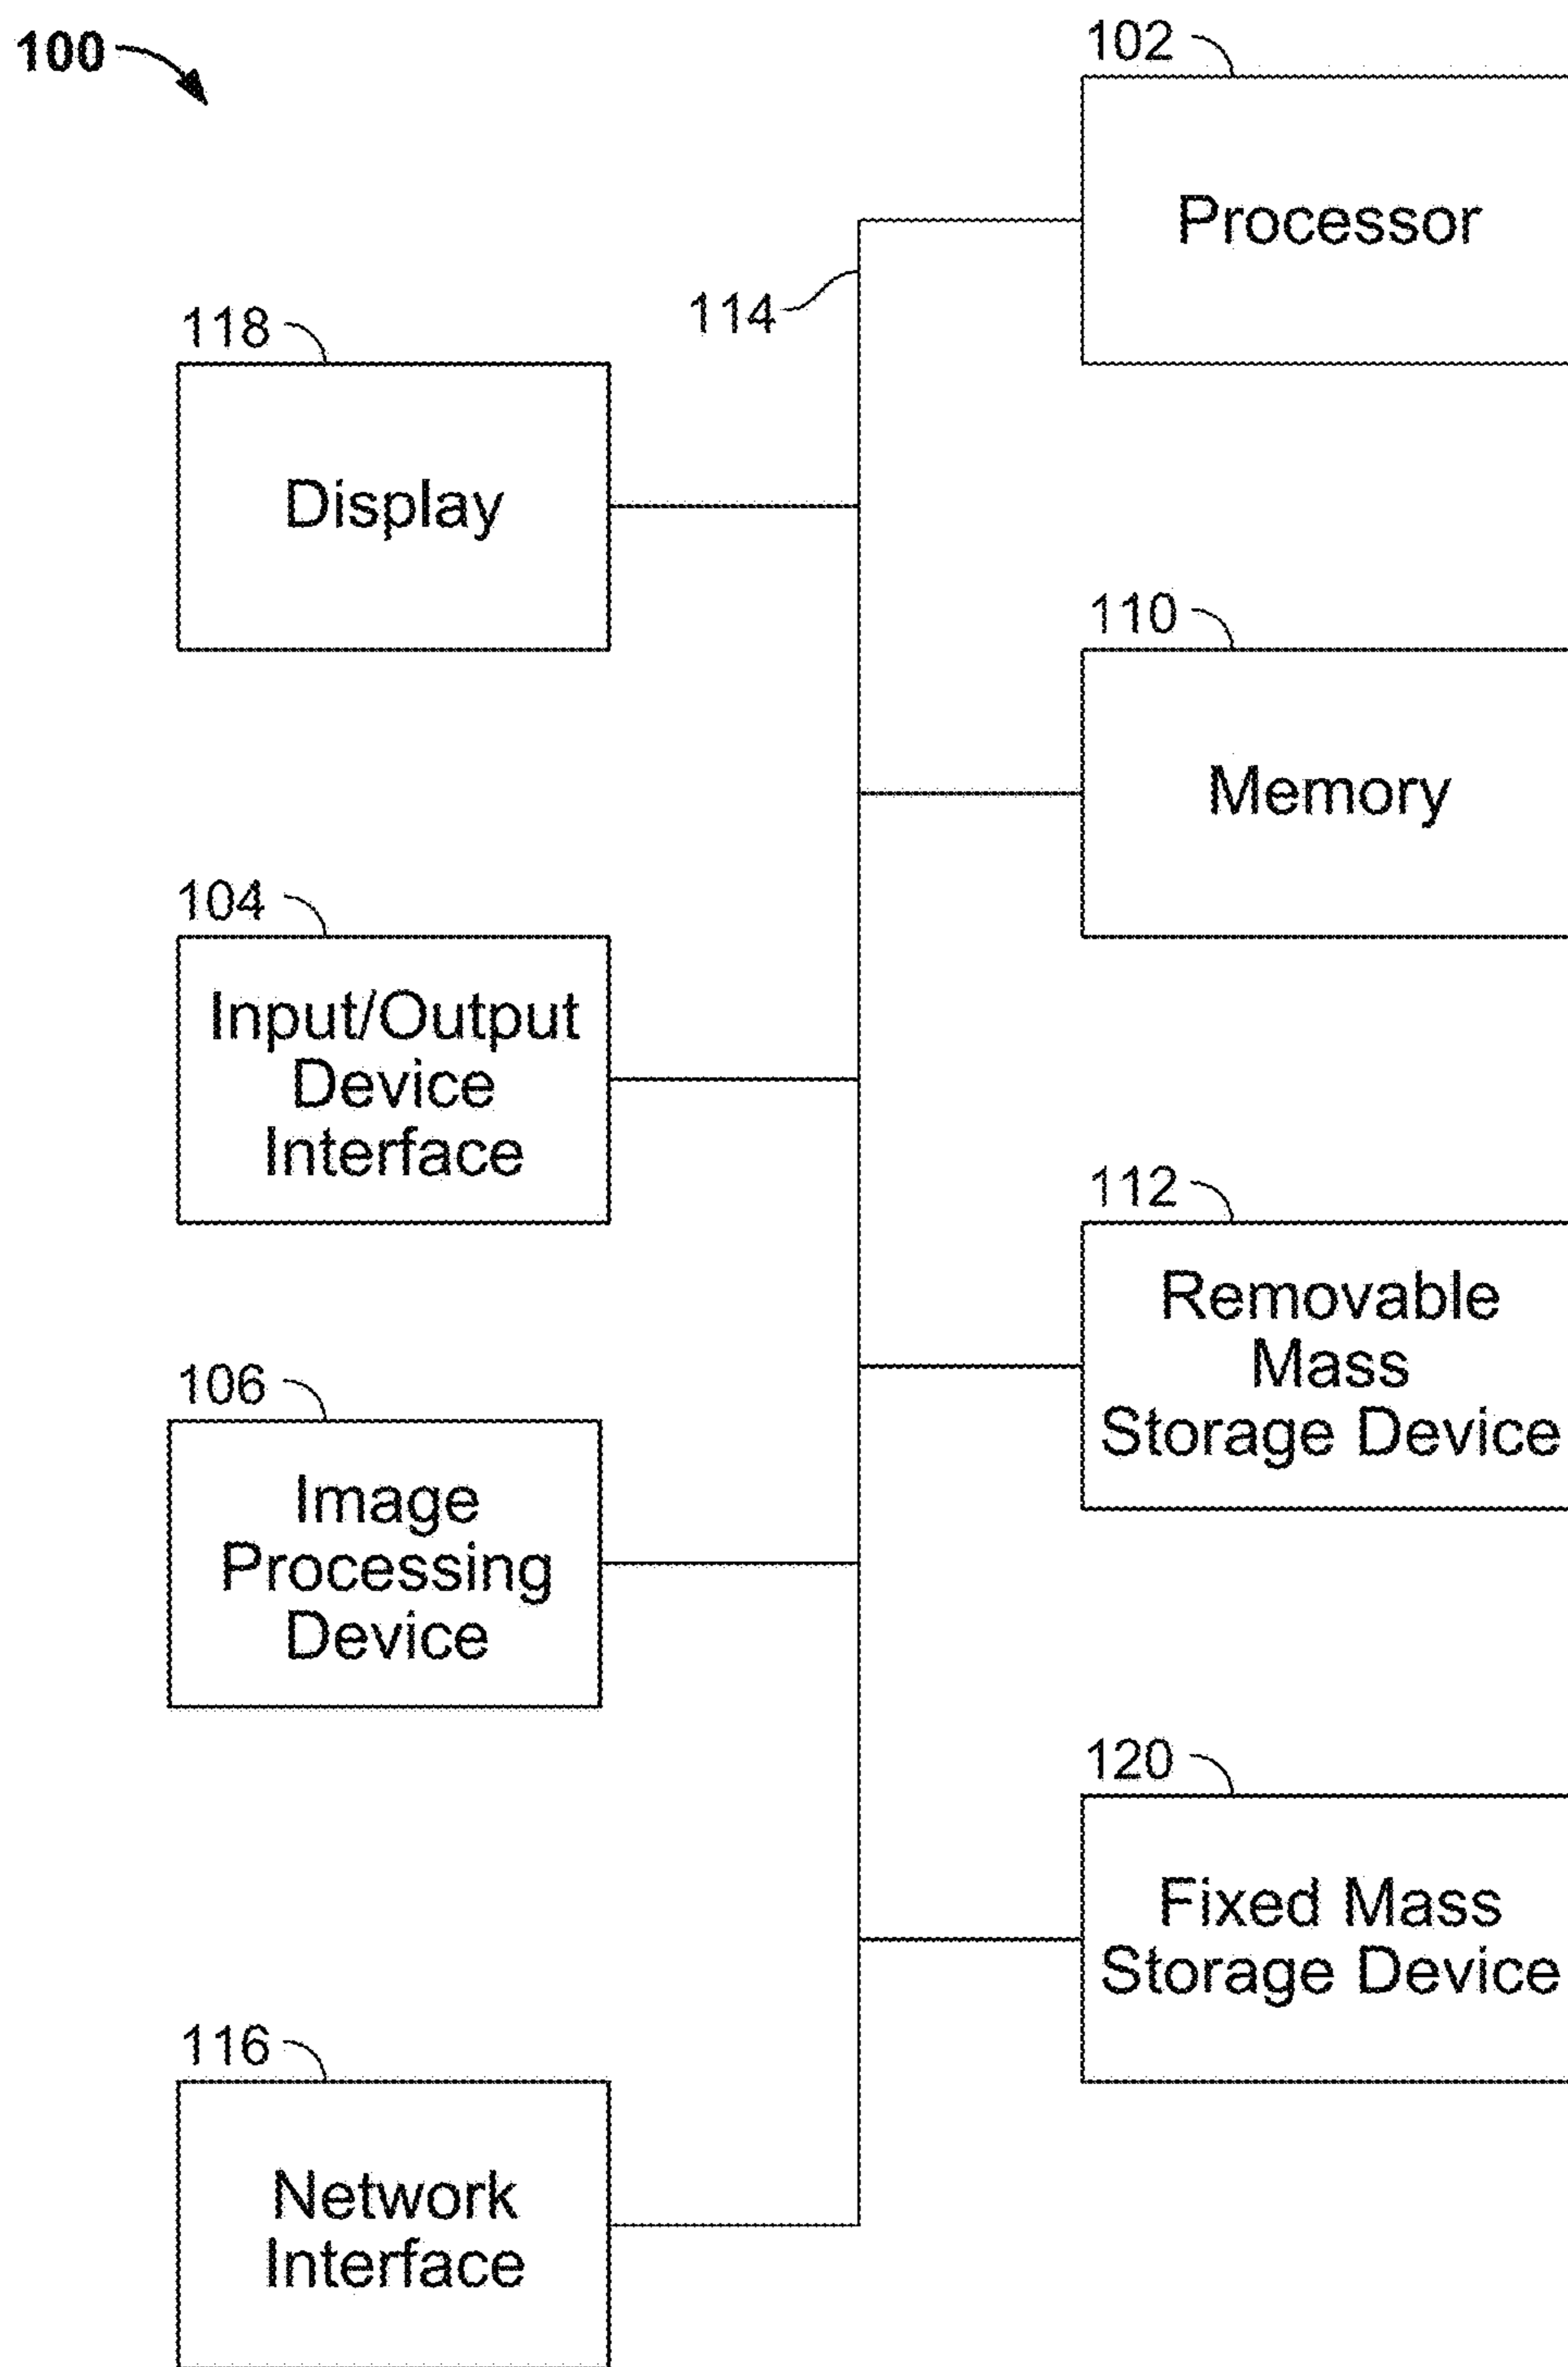 100
102
Processor
114
118
Display
110
Memory
104
Input/Output
Device
Interface
112
Removable
Mass
Storage Device
106
Image
Processing
Device
120
Fixed Mass
Storage Device
116
Network
Interface